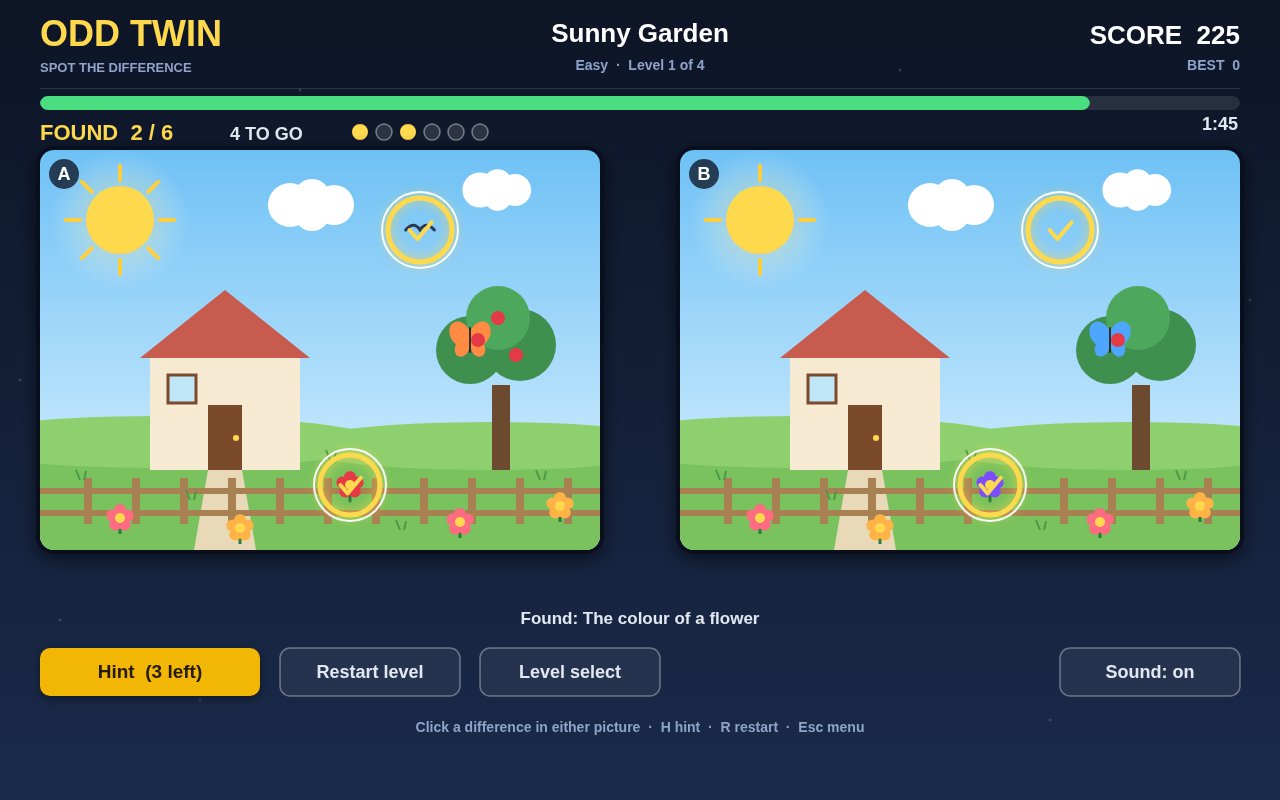 ODD TWIN
SPOT THE DIFFERENCE
Sunny Garden
Easy · Level 1 of 4
SCORE 225
BEST 0
1:45
FOUND 2 / 6
4 TO GO
A
B
Found: The colour of a flower
Hint (3 left)
Restart level
Level select
Sound: on
Click a difference in either picture · H hint · R restart · Esc menu